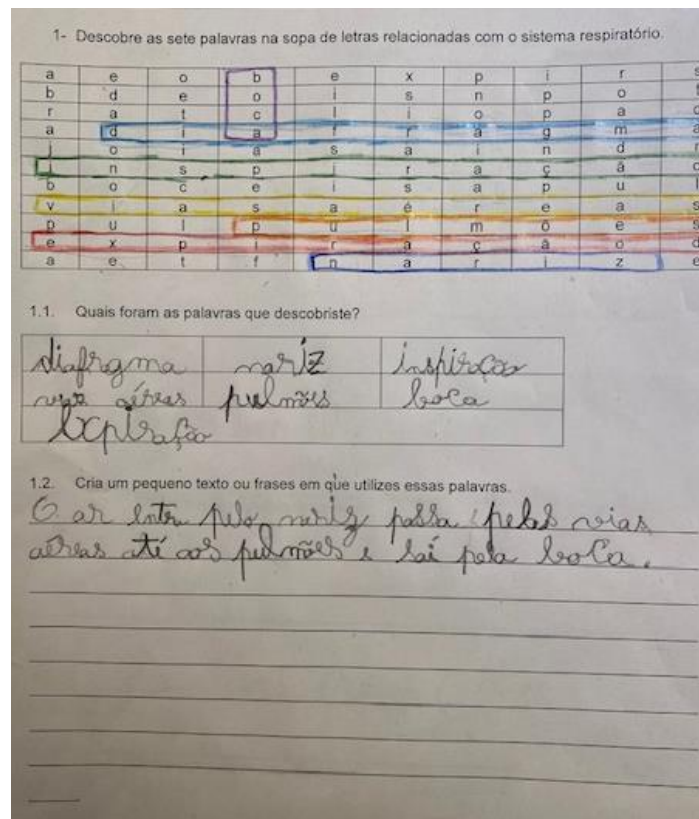 1- Descobre as sete palavras na sopa de letras relacionadas com o sistema respiratório.
a e o b e x p i r s
b d e o i s n p o
r a t c l i o p a c
a d i a f r a g m a
j o i a s a i n d r
i n s p i r a ç ã c
b o c e i s a p u i
v i a s a é r e a s
p u l p u l m õ e s
e x p i r a ç ã o d
a e t f n a r i z e
1.1. Quais foram as palavras que descobriste?
diafragma nariz inspiração
vias aéreas pulmões boca
Expiração
1.2. Cria um pequeno texto ou frases em que utilizes essas palavras.
O ar entra pelo nariz passa pelas vias
aéreas até aos pulmões e sai pela boca.